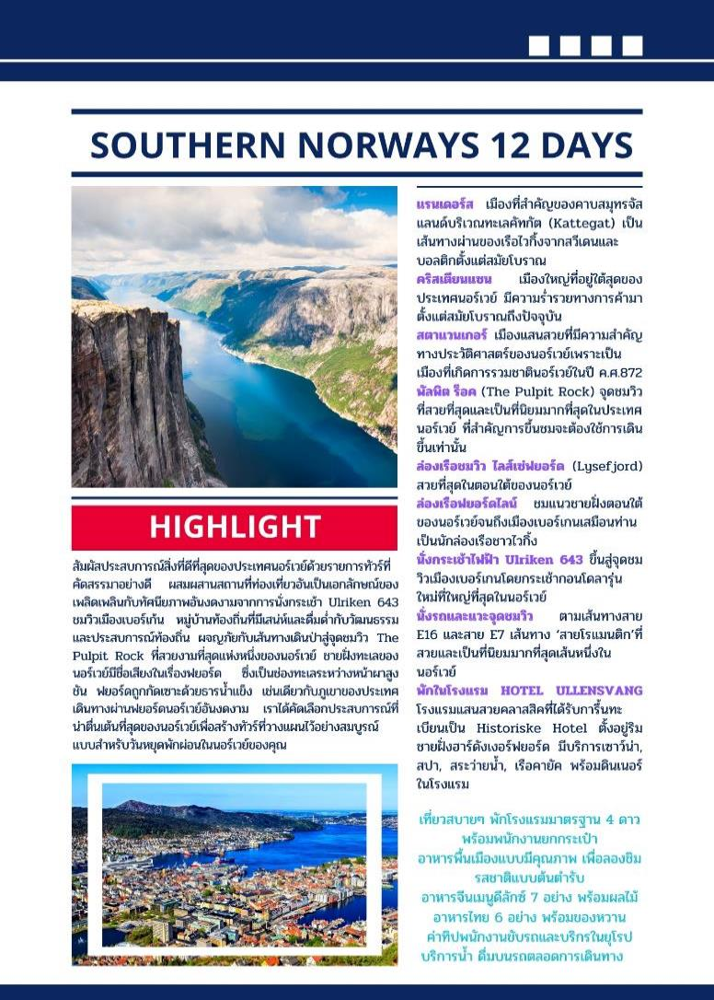 SOUTHERN NORWAYS 12 DAYS
HIGHLIGHT
สัมผัสประสบการณ์สิ่งที่ดีที่สุดของประเทศนอร์เวย์ด้วยรายการทัวร์ที่
คัดสรรมาอย่างดี ผสมผสานสถานที่ท่องเที่ยวอันเป็นเอกลักษณ์ของ
เพลิดเพลินกับทัศนียภาพอันงดงามจากการนั่งกระเช้า Ulriken 643
ชมวิวเมืองเบอร์เก้น หมู่บ้านท้องถิ่นที่มีเสน่ห์และดื่มด่ำกับวัฒนธรรม
และประสบการณ์ท้องถิ่น ผจญภัยกับเส้นทางเดินป่าสู่จุดชมวิว The
Pulpit Rock ที่สวยงามที่สุดแห่งหนึ่งของนอร์เวย์ ชายฝั่งทะเลของ
นอร์เวย์มีชื่อเสียงในเรื่องฟยอร์ด ซึ่งเป็นช่องทะเลระหว่างหน้าผาสูง
ชัน ฟยอร์ดถูกกัดเซาะด้วยธารน้ำแข็ง เช่นเดียวกับภูเขาของประเทศ
เดินทางผ่านฟยอร์ดนอร์เวย์อันงดงาม เราได้คัดเลือกประสบการณ์ที่
น่าตื่นเต้นที่สุดของนอร์เวย์เพื่อสร้างทัวร์ที่วางแผนไว้อย่างสมบูรณ์
แบบสำหรับวันหยุดพักผ่อนในนอร์เวย์ของคุณ
แรนเดอร์ส เมืองที่สำคัญของคาบสมุทรจัส
แลนด์บริเวณทะเลคัทกัต (Kattegat) เป็น
เส้นทางผ่านของเรือไวกิ้งจากสวีเดนและ
บอลติกตั้งแต่สมัยโบราณ
คริสเตียนแซน เมืองใหญ่ที่อยู่ใต้สุดของ
ประเทศนอร์เวย์ มีความร่ำรวยทางการค้ามา
ตั้งแต่สมัยโบราณถึงปัจจุบัน
สตาแวนเกอร์ เมืองแสนสวยที่มีความสำคัญ
ทางประวัติศาสตร์ของนอร์เวย์เพราะเป็น
เมืองที่เกิดการรวมชาตินอร์เวย์ในปี ค.ศ.872
พัลพิต ร็อค (The Pulpit Rock) จุดชมวิว
ที่สวยที่สุดและเป็นที่นิยมมากที่สุดในประเทศ
นอร์เวย์ ที่สำคัญการขึ้นชมจะต้องใช้การเดิน
ขึ้นเท่านั้น
ล่องเรือชมวิว ไลส์เซ่ฟยอร์ด (Lysefjord)
สวยที่สุดในตอนใต้ของนอร์เวย์
ล่องเรือฟยอร์ดไลน์ ชมแนวชายฝั่งตอนใต้
ของนอร์เวย์จนถึงเมืองเบอร์เกนเสมือนท่าน
เป็นนักล่องเรือชาวไวกิ้ง
นั่งกระเช้าไฟฟ้า Ulriken 643 ขึ้นสู่จุดชม
วิวเมืองเบอร์เกนโดยกระเช้ากอนโดลารุ่น
ใหม่ที่ใหญ่ที่สุดในนอร์เวย์
นั่งรถและแวะจุดชมวิว ตามเส้นทางสาย
E16 และสาย E7 เส้นทาง ‘สายโรแมนติก’ที่
สวยและเป็นที่นิยมมากที่สุดเส้นหนึ่งใน
นอร์เวย์
พักในโรงแรม HOTEL ULLENSVANG
โรงแรมแสนสวยคลาสสิคที่ได้รับการขึ้นทะ
เบียนเป็น Historiske Hotel ตั้งอยู่ริม
ชายฝั่งฮาร์ดังเงอร์ฟยอร์ด มีบริการเซาว์น่า,
สปา, สระว่ายน้ำ, เรือคายัค พร้อมดินเนอร์
ในโรงแรม
เที่ยวสบายๆ พักโรงแรมมาตรฐาน 4 ดาว
พร้อมพนักงานยกกระเป๋า
อาหารพื้นเมืองแบบมีคุณภาพ เพื่อลองชิม
รสชาติแบบต้นตำรับ
อาหารจีนเมนูดีลักซ์ 7 อย่าง พร้อมผลไม้
อาหารไทย 6 อย่าง พร้อมของหวาน
ค่าทิปพนักงานขับรถและบริกรในยุโรป
บริการน้ำ ดื่มบนรถตลอดการเดินทาง